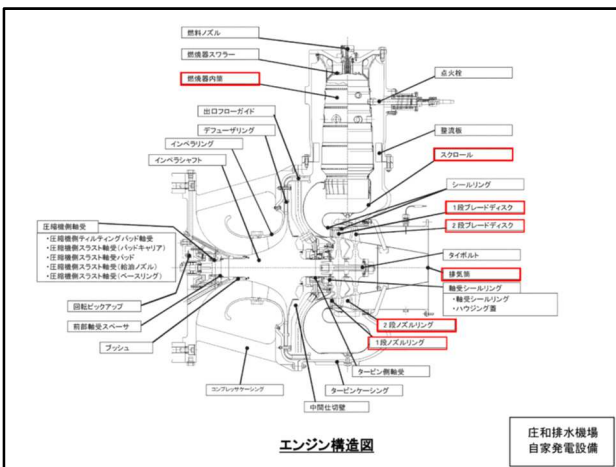 燃料ノズル
燃焼器スワラー
燃焼器内筒
点火栓
出口フローガイド
デフューザリング
インペリング
インペラシャフト
整流板
スクロール
シールリング
1段ブレードディスク
2段ブレードディスク
圧縮機側軸受
・圧縮機側ティルティングパッド軸受
・圧縮機側スラスト軸受(パッドキャリア)
・圧縮機側スラスト軸受パッド
・圧縮機側スラスト軸受(給油ノズル)
・圧縮機側スラスト軸受(ベースリング)
タイボルト
排気筒
軸受シールリング
・軸受シールリング
・ハウジング蓋
回転ピックアップ
前部軸受スペーサ
ブッシュ
2段ノズルリング
1段ノズルリング
タービン側軸受
コンプレッサケーシング
タービンケーシング
中間仕切壁
エンジン構造図
庄和排水機場
自家発電設備